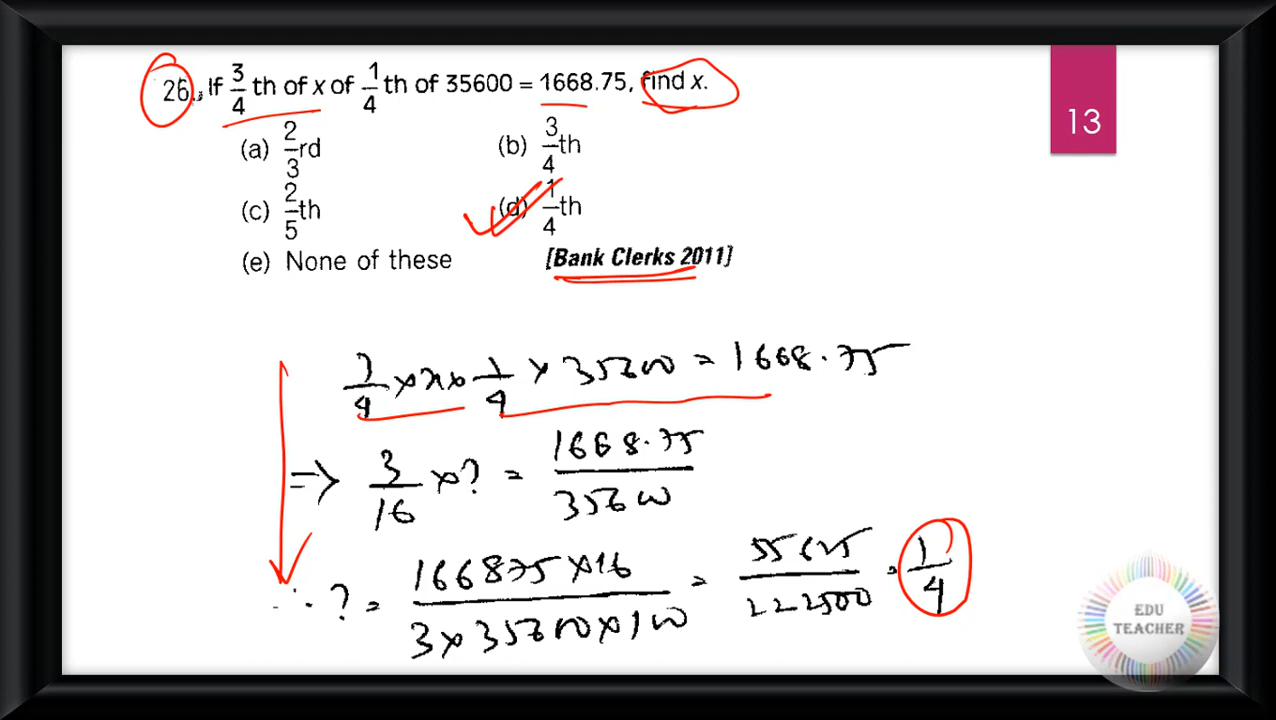 26. If 3/4 th of x of 1/4 th of 35600 = 1668.75, find x.
(a) 2/3 rd (b) 3/4 th
(c) 2/5 th (d) 1/4 th
(e) None of these [Bank Clerks 2011]
13
3/4 × x × 1/4 × 35600 = 1668.75
⇒ 3/16 × ? = 1668.75/35600
∴ ? = 166875×16/3×35600×100 = 55625/222500 = 1/4
EDU
TEACHER